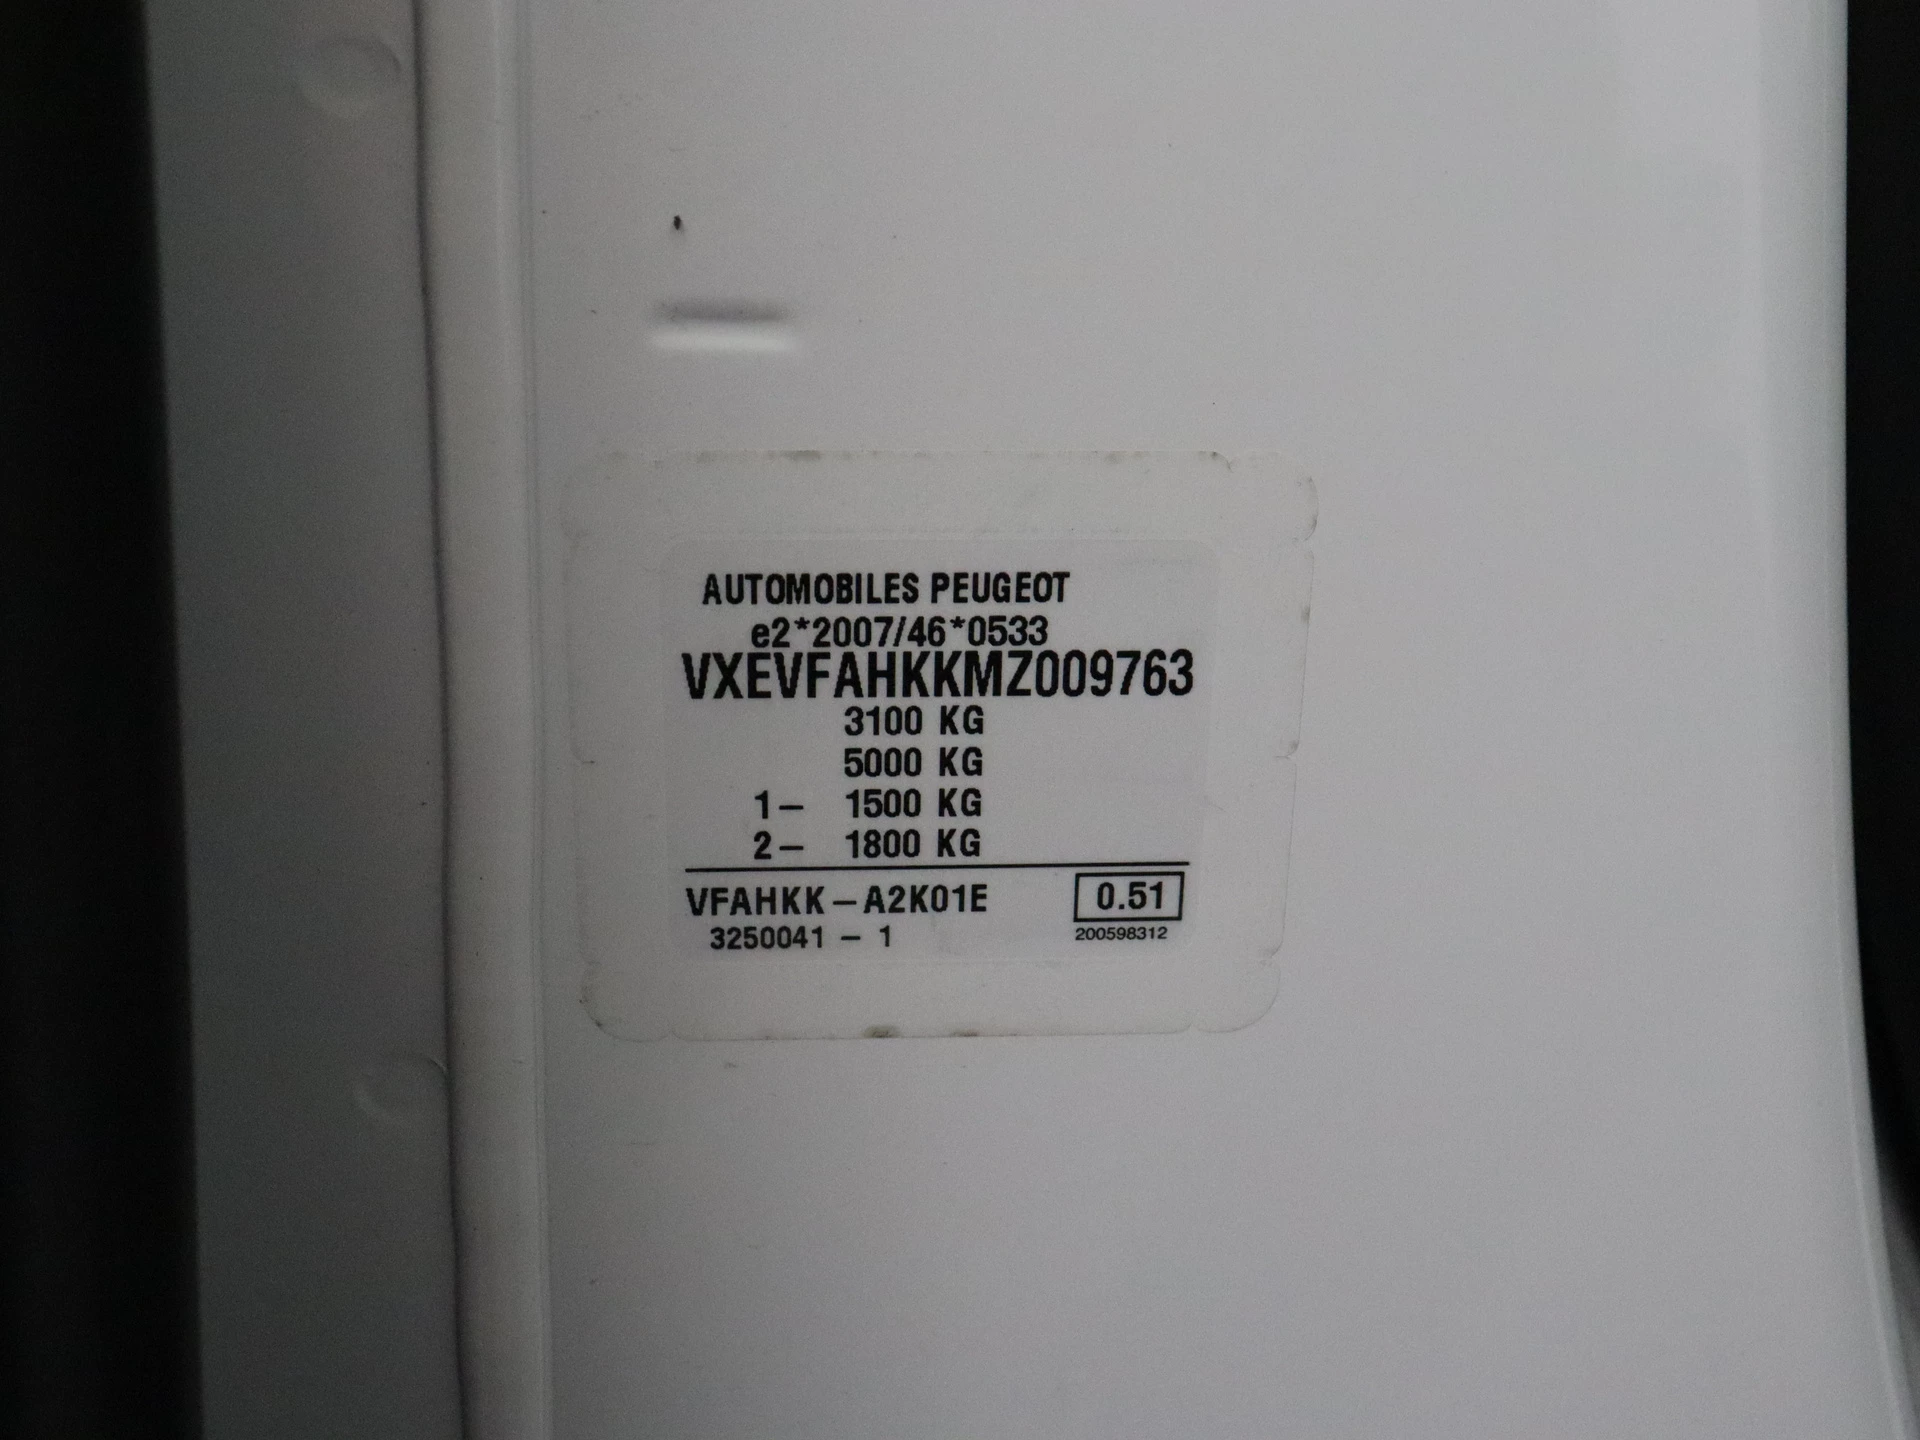 AUTOMOBILES PEUGEOT
e2*2007/46*0533
VXEVFAHKKMZ009763
3100 KG
5000 KG
1– 1500 KG
2– 1800 KG
VFAHKK–A2K01E 0.51
3250041 – 1 200598312